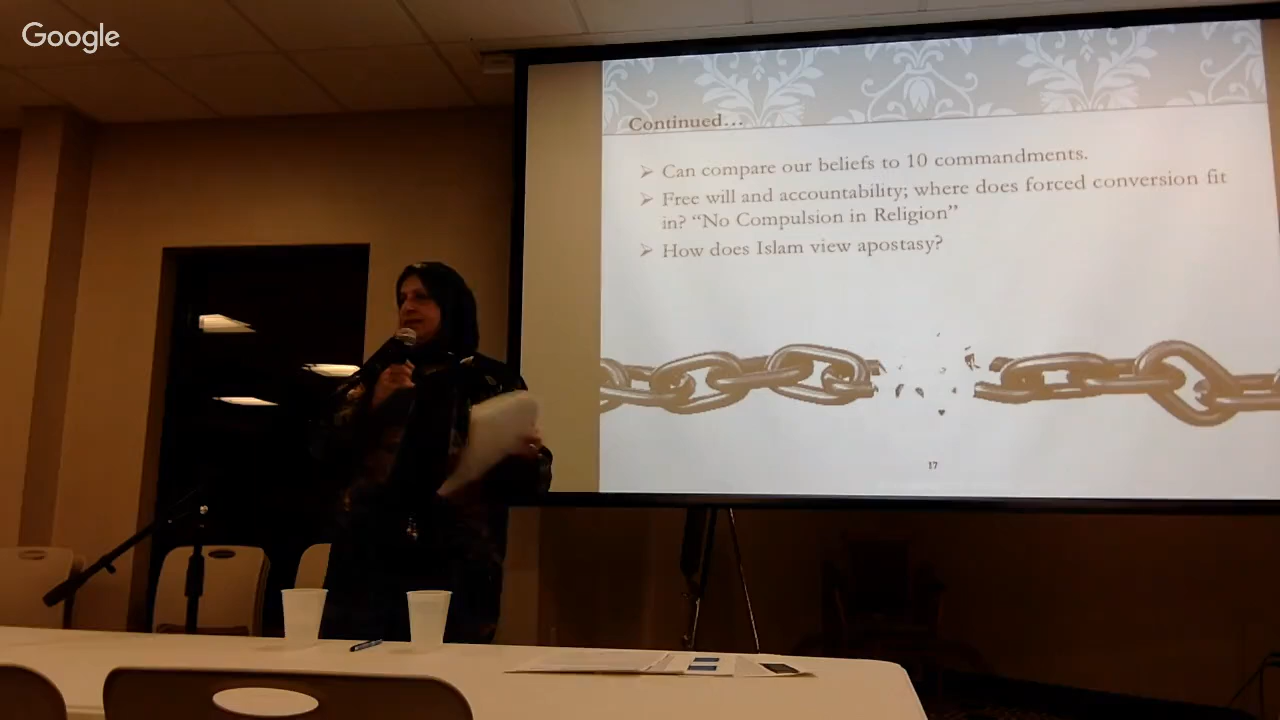 Google
Continued...
➢ Can compare our beliefs to 10 commandments.
➢ Free will and accountability; where does forced conversion fit
in? “No Compulsion in Religion”
➢ How does Islam view apostasy?
17